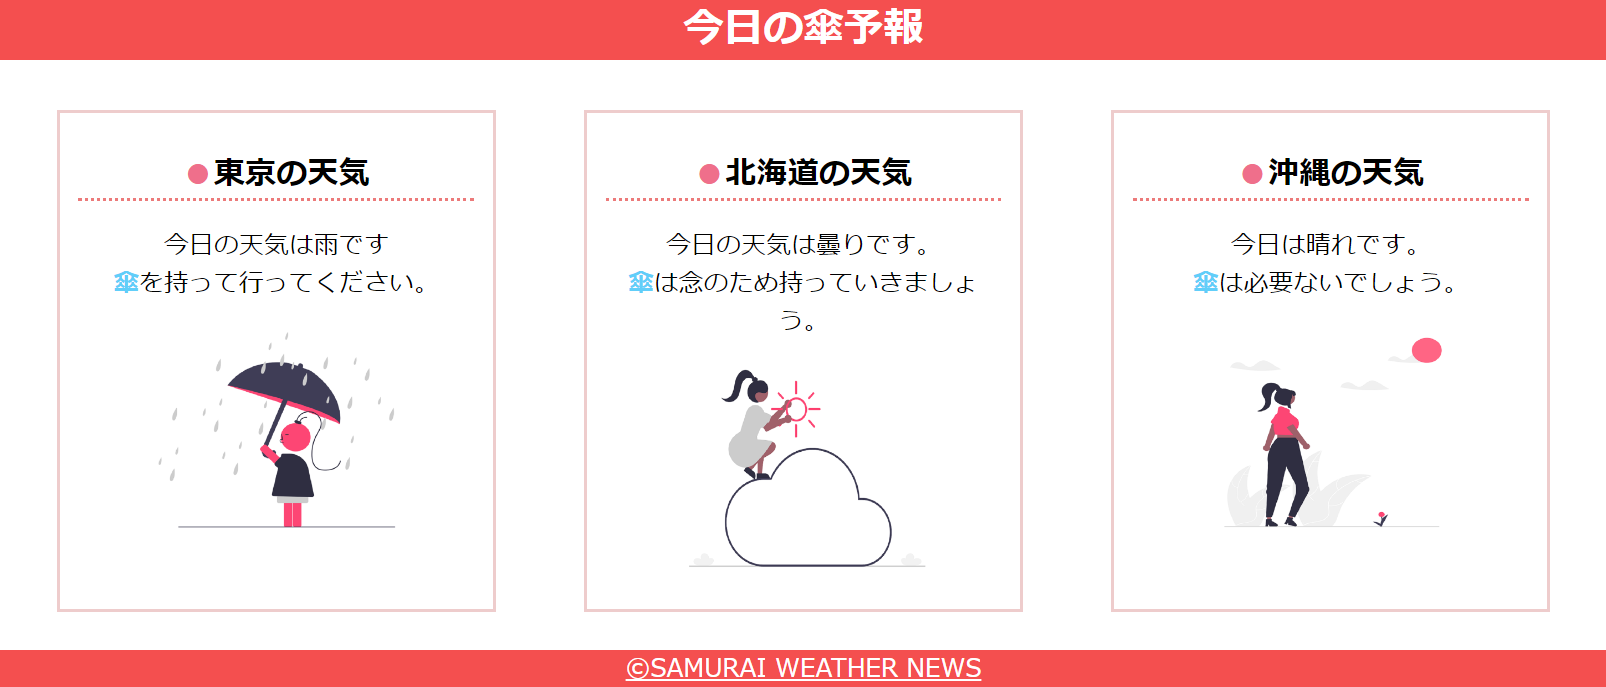 今日の傘予報
東京の天気
今日の天気は雨です
傘を持って行ってください。
北海道の天気
今日の天気は曇りです。
傘は念のため持っていきましょ
う。
沖縄の天気
今日は晴れです。
傘は必要ないでしょう。
©SAMURAI WEATHER NEWS